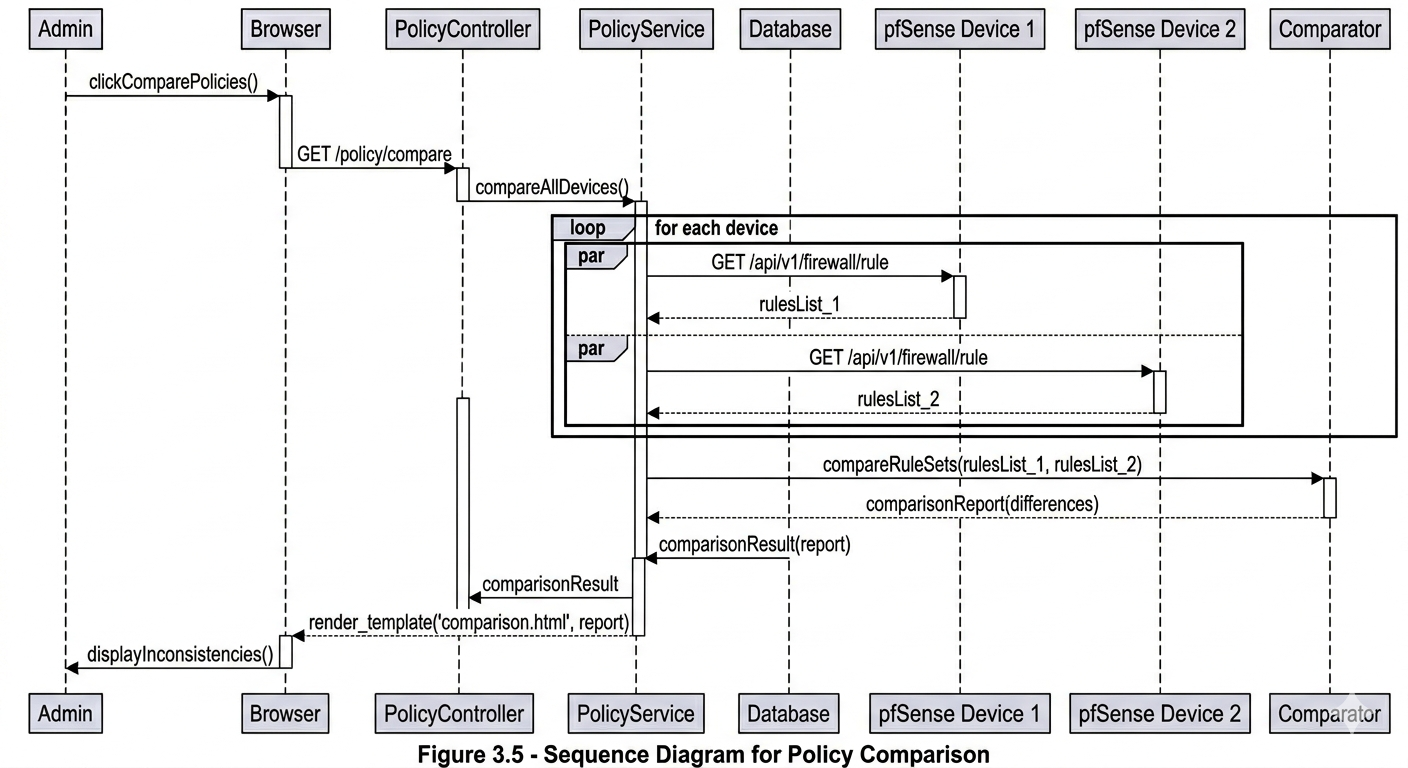 Admin
Browser
PolicyController
PolicyService
Database
pfSense Device 1
pfSense Device 2
Comparator
clickComparePolicies()
GET /policy/compare
compareAllDevices()
loop
for each device
par
GET /api/v1/firewall/rule
rulesList_1
par
GET /api/v1/firewall/rule
rulesList_2
compareRuleSets(rulesList_1, rulesList_2)
comparisonReport(differences)
comparisonResult(report)
comparisonResult
render_template('comparison.html', report)
displayInconsistencies()
Admin
Browser
PolicyController
PolicyService
Database
pfSense Device 1
pfSense Device 2
Comparator
Figure 3.5 - Sequence Diagram for Policy Comparison